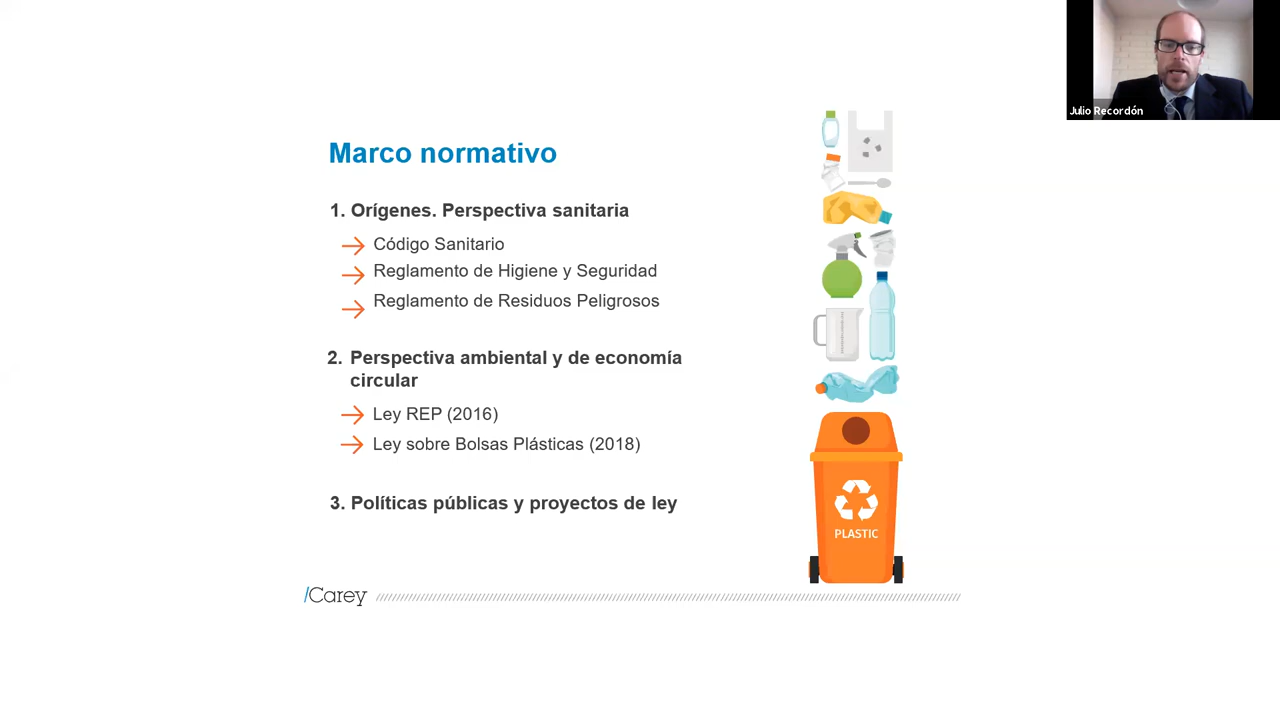 Julio Recordón
Marco normativo
1. Orígenes. Perspectiva sanitaria
Código Sanitario
Reglamento de Higiene y Seguridad
Reglamento de Residuos Peligrosos
2. Perspectiva ambiental y de economía
circular
Ley REP (2016)
Ley sobre Bolsas Plásticas (2018)
3. Políticas públicas y proyectos de ley
PLASTIC
/Carey